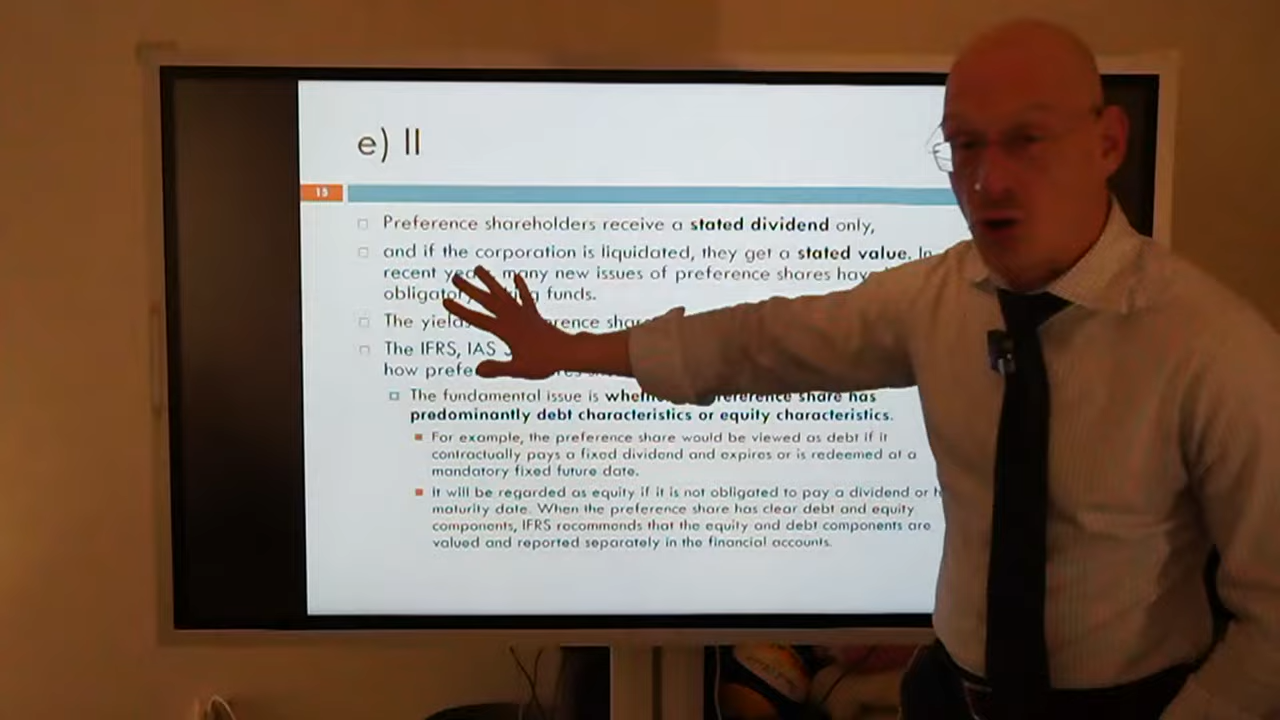 e) II
15
Preference shareholders receive a stated dividend only,
and if the corporation is liquidated, they get a stated value. In
recent many new issues of preference shares
funds.
The
The IFRS, IAS
how
The fundamental issue is share has
predominantly debt characteristics or equity characteristics.
For example, the preference share would be viewed as debt if it
contractually pays a fixed dividend and expires or is redeemed at a
mandatory fixed future date.
It will be regarded as equity if it is not obligated to pay a dividend or
maturity date. When the preference share has clear debt and equity
components, IFRS recommends that the equity and debt components are
valued and reported separately in the financial accounts.